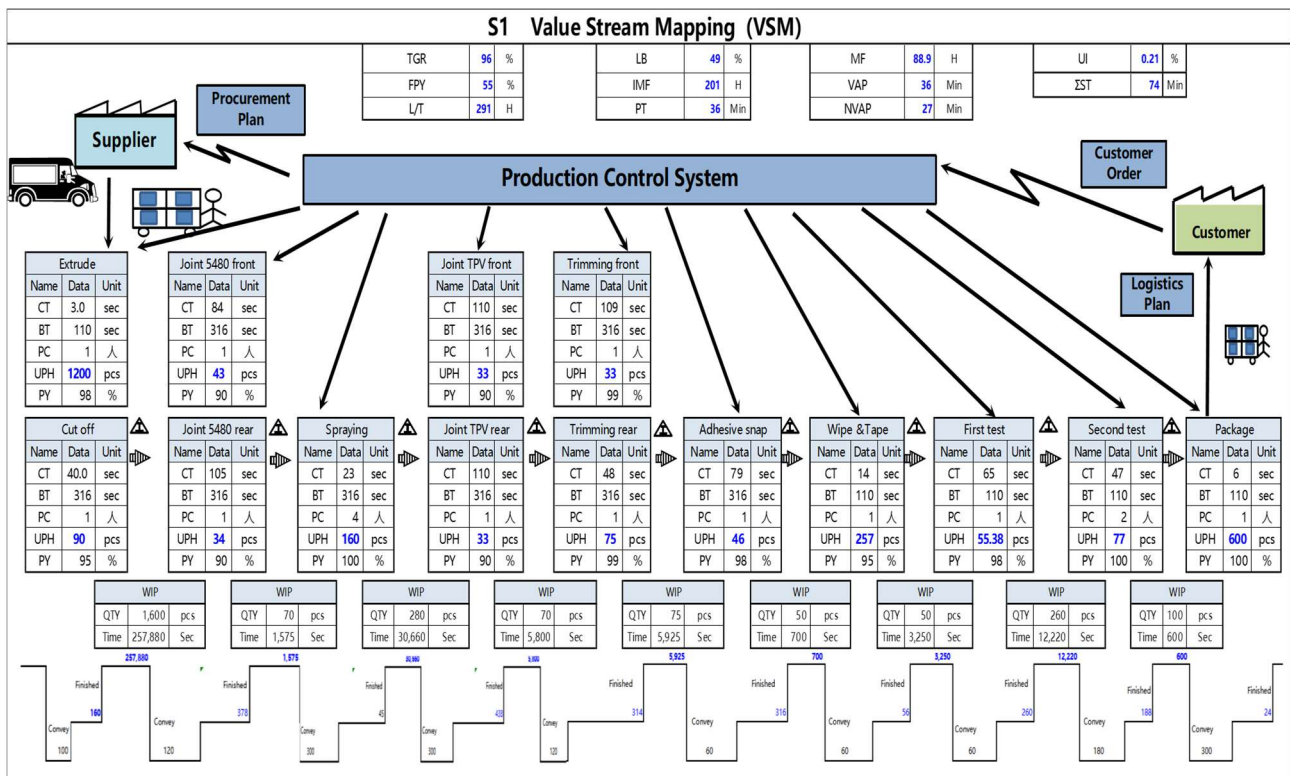 S1 Value Stream Mapping (VSM)
TGR 96 % LB 49 % MF 88.9 H UI 0.21 %
FPY 55 % IMF 201 H VAP 36 Min ΣST 74 Min
L/T 291 H PT 36 Min NVAP 27 Min
Procurement
Plan
Supplier
Production Control System
Customer
Order
Customer
Logistics
Plan
Extrude
Name Data Unit
CT 3.0 sec
BT 110 sec
PC 1 人
UPH 1200 pcs
PY 98 %
Joint 5480 front
Name Data Unit
CT 84 sec
BT 316 sec
PC 1 人
UPH 43 pcs
PY 90 %
Joint TPV front
Name Data Unit
CT 110 sec
BT 316 sec
PC 1 人
UPH 33 pcs
PY 90 %
Trimming front
Name Data Unit
CT 109 sec
BT 316 sec
PC 1 人
UPH 33 pcs
PY 99 %
Cut off
Name Data Unit
CT 40.0 sec
BT 316 sec
PC 1 人
UPH 90 pcs
PY 95 %
Joint 5480 rear
Name Data Unit
CT 105 sec
BT 316 sec
PC 1 人
UPH 34 pcs
PY 90 %
Spraying
Name Data Unit
CT 23 sec
BT 316 sec
PC 4 人
UPH 160 pcs
PY 100 %
Joint TPV rear
Name Data Unit
CT 110 sec
BT 316 sec
PC 1 人
UPH 33 pcs
PY 90 %
Trimming rear
Name Data Unit
CT 48 sec
BT 316 sec
PC 1 人
UPH 75 pcs
PY 99 %
Adhesive snap
Name Data Unit
CT 79 sec
BT 316 sec
PC 1 人
UPH 46 pcs
PY 98 %
Wipe &Tape
Name Data Unit
CT 14 sec
BT 110 sec
PC 1 人
UPH 257 pcs
PY 95 %
First test
Name Data Unit
CT 65 sec
BT 110 sec
PC 1 人
UPH 55.38 pcs
PY 98 %
Second test
Name Data Unit
CT 47 sec
BT 110 sec
PC 2 人
UPH 77 pcs
PY 100 %
Package
Name Data Unit
CT 6 sec
BT 110 sec
PC 1 人
UPH 600 pcs
PY 100 %
WIP
QTY 1,600 pcs
Time 257,880 Sec
WIP
QTY 70 pcs
Time 1,575 Sec
WIP
QTY 280 pcs
Time 30,660 Sec
WIP
QTY 70 pcs
Time 5,800 Sec
WIP
QTY 75 pcs
Time 5,925 Sec
WIP
QTY 50 pcs
Time 700 Sec
WIP
QTY 50 pcs
Time 3,250 Sec
WIP
QTY 260 pcs
Time 12,220 Sec
WIP
QTY 100 pcs
Time 600 Sec
257,880 1,575 30,660 5,800 5,925 700 3,250 12,220 600
Finished Finished Finished Finished Finished Finished Finished Finished Finished Finished
160 378 45 433 314 316 56 260 188 24
Convey Convey Convey Convey Convey Convey Convey Convey Convey Convey
100 120 300 300 120 60 60 60 180 300